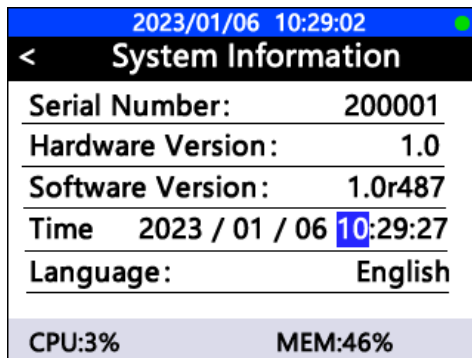 2023/01/06 10:29:02
< System Information
Serial Number: 200001
Hardware Version: 1.0
Software Version: 1.0r487
Time 2023 / 01 / 06 10:29:27
Language: English
CPU:3% MEM:46%